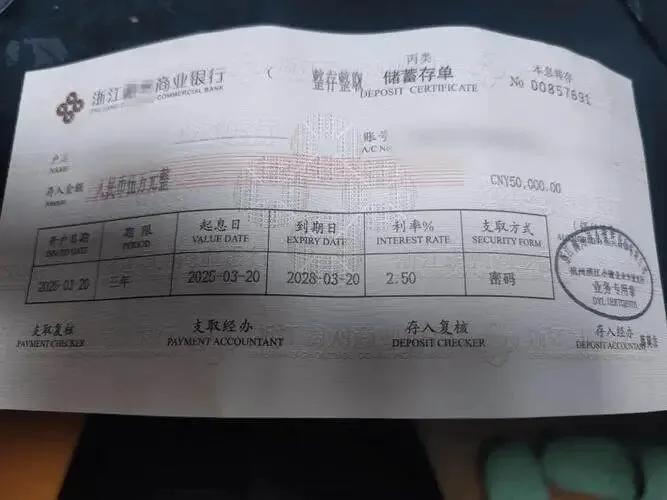 丙类
浙江 商业银行 ( 整存整取 储蓄存单 本息转存
COMMERCIAL BANK DEPOSIT CERTIFICATE No 00857691
户名 账号
NAME A/C No
存入金额 人民币伍万元整 CNY50,000.00
Amount
开户日期 期限 起息日 到期日 利率% 支取方式
ISSUED DATE PERIOD VALUE DATE EXPIRY DATE INTEREST RATE SECURITY FORM
2025-03-20 三年 2025-03-20 2028-03-20 2.50 密码
业务专用章
支取复核 支取经办 存入复核 存入经办
PAYMENT CHECKER PAYMENT ACCOUNTANT DEPOSIT CHECKER DEPOSIT ACCOUNTANT